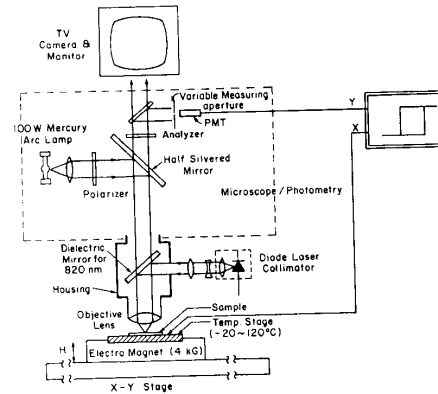 TV
Camera &
Monitor
Variable Measuring
aperture
PMT
Y
X
Analyzer
100 W Mercury
Arc Lamp
Half Silvered
Mirror
Polarizer
Microscope / Photometry
Dielectric
Mirror for
820 nm
Diode Laser
Collimator
Housing
Objective
Lens
Sample
Temp. Stage
(-20~120°C)
H
Electro Magnet (4 kG)
X-Y Stage